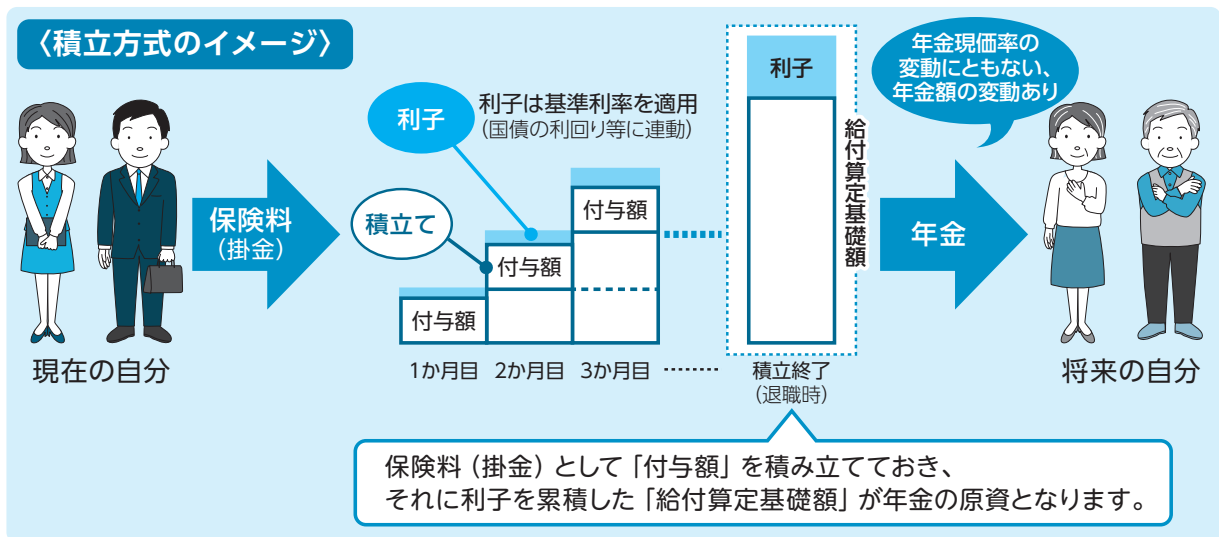 〈積立方式のイメージ〉
現在の自分
保険料
（掛金）
利子
利子は基準利率を適用
（国債の利回り等に連動）
積立て
付与額
付与額
付与額
1か月目 2か月目 3か月目 ………
利子
給付算定基礎額
積立終了
（退職時）
年金
年金現価率の
変動にともない、
年金額の変動あり
将来の自分
保険料（掛金）として「付与額」を積み立てておき、
それに利子を累積した「給付算定基礎額」が年金の原資となります。